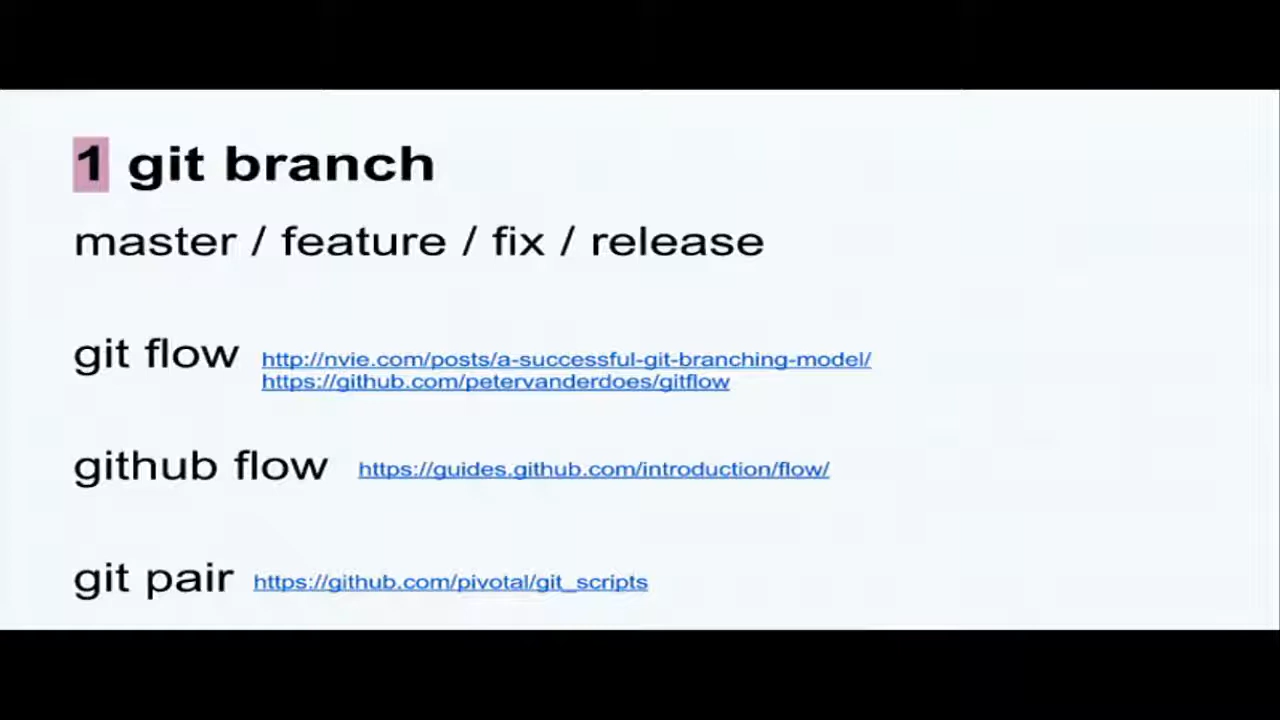 1 git branch
master / feature / fix / release
git flow http://nvie.com/posts/a-successful-git-branching-model/
https://github.com/petervanderdoes/gitflow
github flow https://guides.github.com/introduction/flow/
git pair https://github.com/pivotal/git_scripts